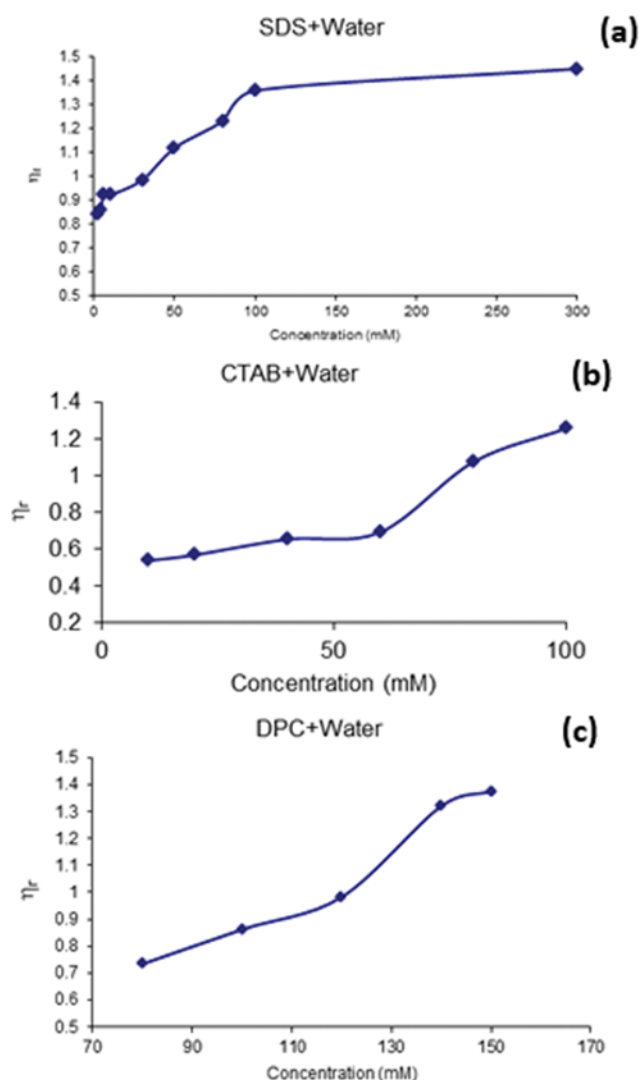 SDS+Water
(a)
1.5
1.4
1.3
1.2
1.1
1
0.9
0.8
0.7
0.6
0.5
ηr
0 50 100 150 200 250 300
Concentration (mM)
CTAB+Water
(b)
1.4
1.2
1
0.8
0.6
0.4
0.2
ηr
0 50 100
Concentration (mM)
DPC+Water
(c)
1.5
1.4
1.3
1.2
1.1
1
0.9
0.8
0.7
0.6
0.5
ηr
70 90 110 130 150 170
Concentration (mM)